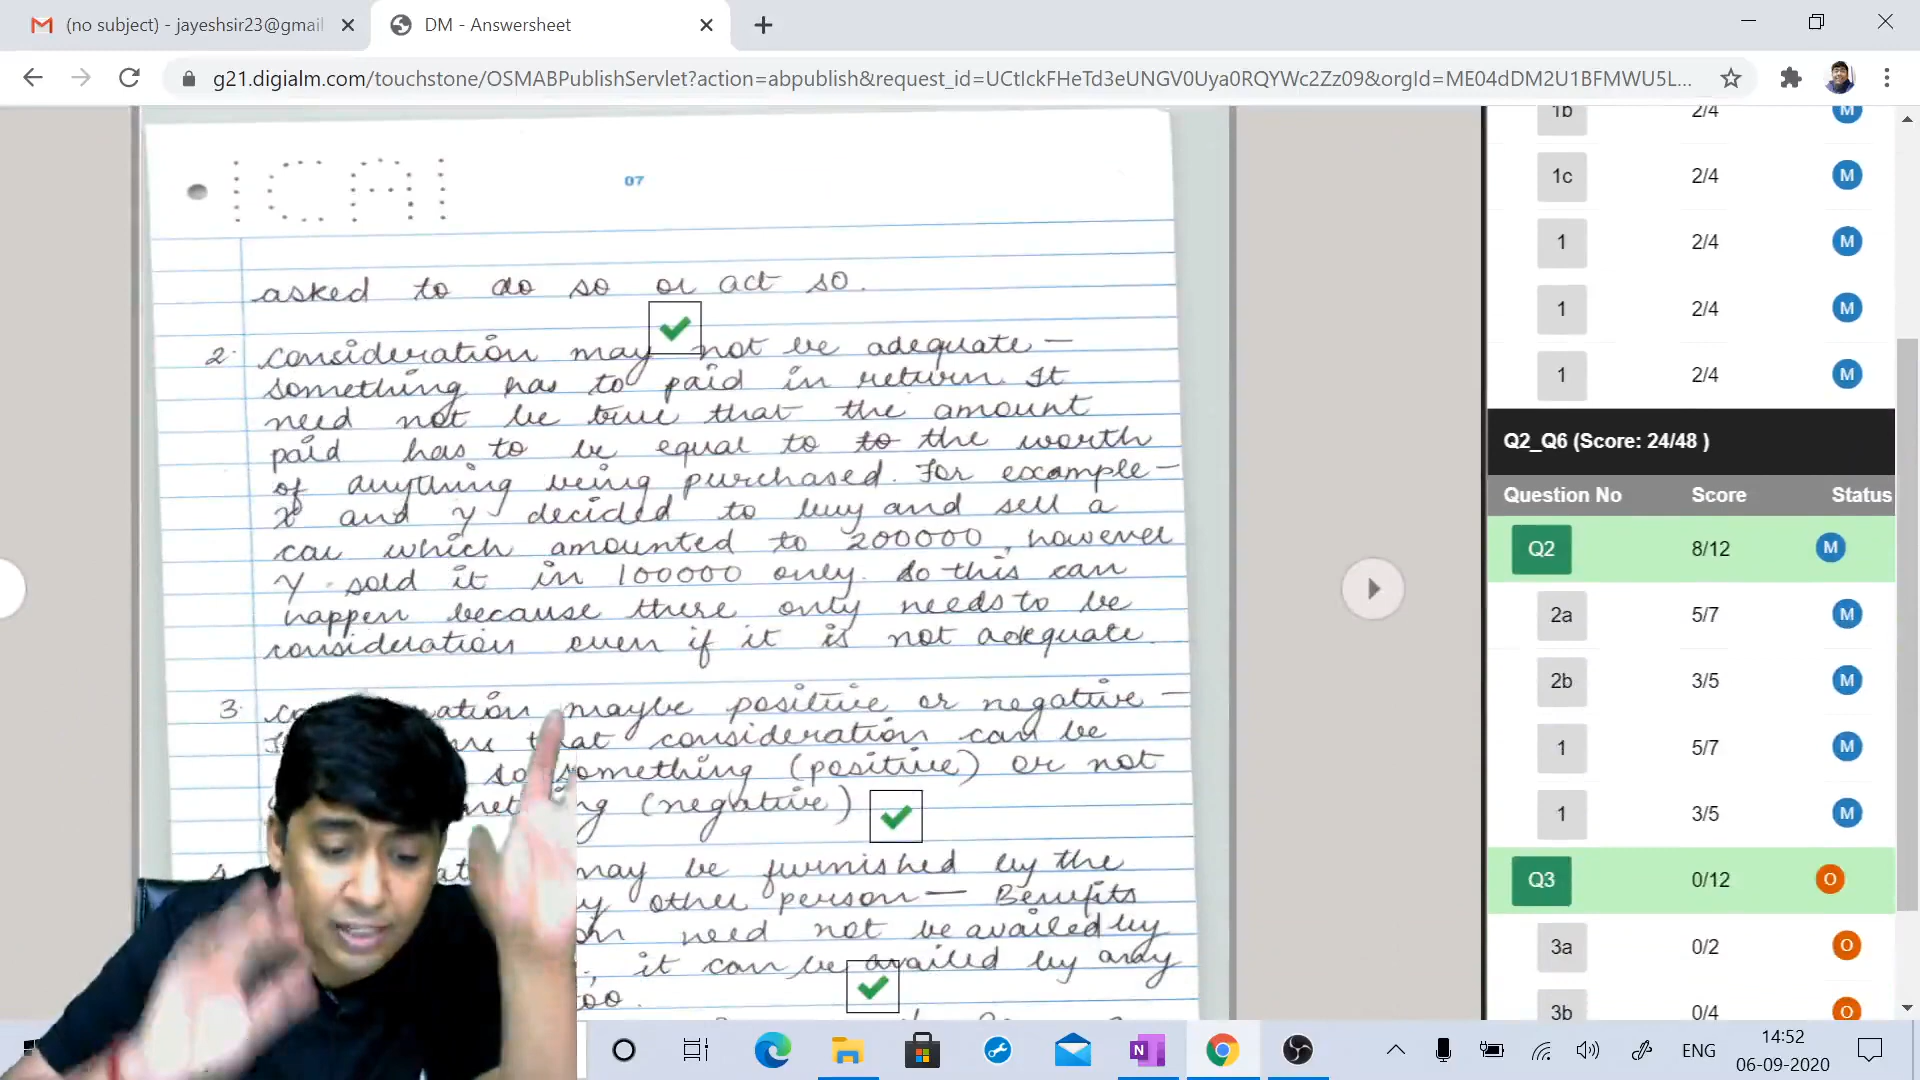 (no subject) - jayeshsir23@gmail
DM - Answersheet
g21.digialm.com/touchstone/OSMABPublishServlet?action=abpublish&request_id=UCtIckFHeTd3eUNGV0Uya0RQYWc2Zz09&orgId=ME04dDM2U1BFMWU5L...
ICAI
07
asked to do so or act so.
2. consideration may not be adequate -
something has to paid in return. It
need not be true that the amount
paid has to be equal to to the worth
of anything being purchased. For example -
X and Y decided to buy and sell a
car which amounted to 200000, however
Y sold it in 100000 only. So this can
happen because there only needs to be
consideration even if it is not adequate.
3. maybe positive or negative -
that consideration can be
so something (positive) or not
(negative)
may be furnished by the
other person - Benefits
need not be availed by
it can be availed by any
too.
1b 2/4 M
1c 2/4 M
1 2/4 M
1 2/4 M
1 2/4 M
Q2_Q6 (Score: 24/48 )
Question No Score Status
Q2 8/12 M
2a 5/7 M
2b 3/5 M
1 5/7 M
1 3/5 M
Q3 0/12 O
3a 0/2 O
3b 0/4 O
N
ENG
14:52
06-09-2020